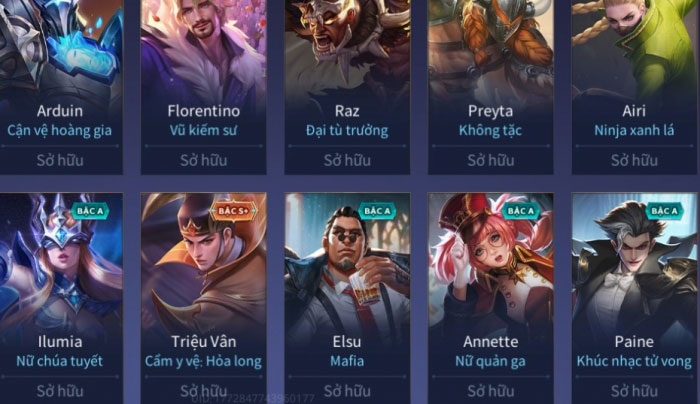 Arduin
Cận vệ hoàng gia
Sở hữu
Florentino
Vũ kiếm sư
Sở hữu
Raz
Đại tù trưởng
Sở hữu
Preyta
Không tặc
Sở hữu
Airi
Ninja xanh lá
Sở hữu
BẬC A
Ilumia
Nữ chúa tuyết
Sở hữu
BẬC S+
Triệu Vân
Cẩm y vệ: Hỏa long
Sở hữu
BẬC A
Elsu
Mafia
Sở hữu
BẬC A
Annette
Nữ quản ga
Sở hữu
BẬC A
Paine
Khúc nhạc tử vong
Sở hữu